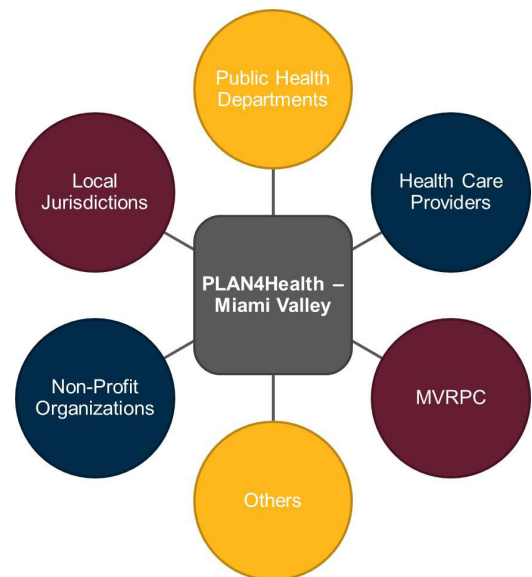 Public Health
Departments
Local
Jurisdictions
Health Care
Providers
PLAN4Health –
Miami Valley
Non-Profit
Organizations
MVRPC
Others